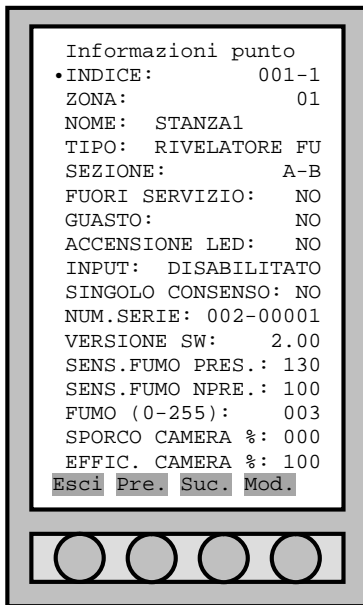 Informazioni punto
•INDICE: 001-1
ZONA: 01
NOME: STANZA1
TIPO: RIVELATORE FU
SEZIONE: A-B
FUORI SERVIZIO: NO
GUASTO: NO
ACCENSIONE LED: NO
INPUT: DISABILITATO
SINGOLO CONSENSO: NO
NUM.SERIE: 002-00001
VERSIONE SW: 2.00
SENS.FUMO PRES.: 130
SENS.FUMO NPRE.: 100
FUMO (0-255): 003
SPORCO CAMERA %: 000
EFFIC. CAMERA %: 100
Esci Pre. Suc. Mod.